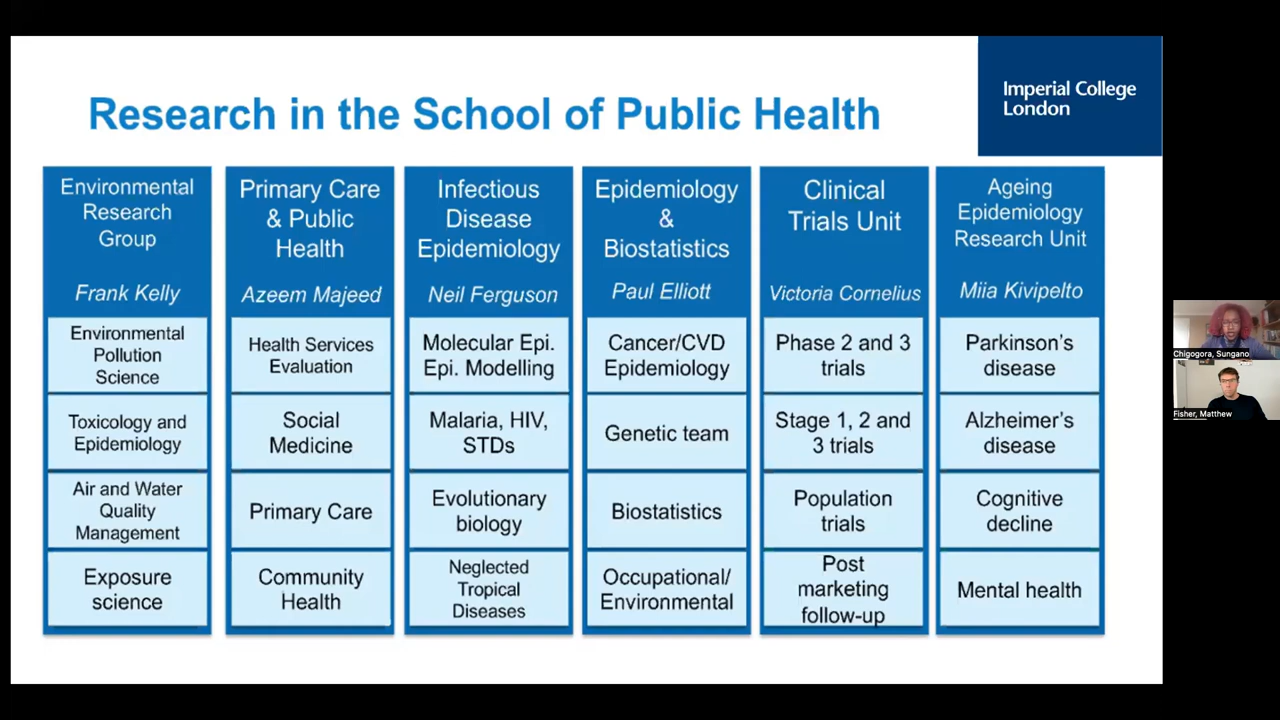 Research in the School of Public Health
Imperial College
London
Environmental
Research
Group
Frank Kelly
Environmental
Pollution
Science
Toxicology and
Epidemiology
Air and Water
Quality
Management
Exposure
science
Primary Care
& Public
Health
Azeem Majeed
Health Services
Evaluation
Social
Medicine
Primary Care
Community
Health
Infectious
Disease
Epidemiology
Neil Ferguson
Molecular Epi.
Epi. Modelling
Malaria, HIV,
STDs
Evolutionary
biology
Neglected
Tropical
Diseases
Epidemiology
&
Biostatistics
Paul Elliott
Cancer/CVD
Epidemiology
Genetic team
Biostatistics
Occupational/
Environmental
Clinical
Trials Unit
Victoria Cornelius
Phase 2 and 3
trials
Stage 1, 2 and
3 trials
Population
trials
Post
marketing
follow-up
Ageing
Epidemiology
Research Unit
Miia Kivipelto
Parkinson's
disease
Alzheimer's
disease
Cognitive
decline
Mental health
Chigogora, Sungano
Fisher, Matthew